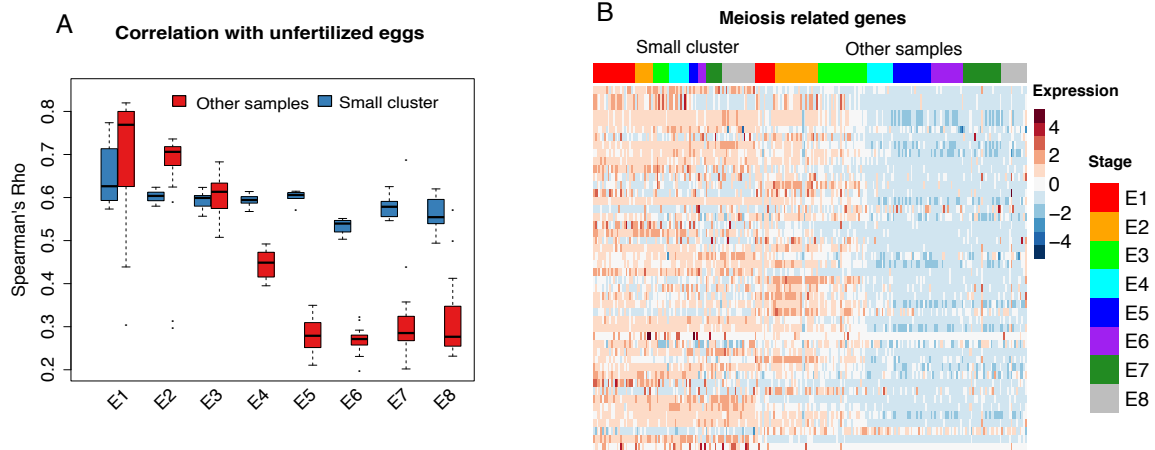 A
Correlation with unfertilized eggs
Other samples
Small cluster
Spearman's Rho
0.8
0.7
0.6
0.5
0.4
0.3
0.2
E1
E2
E3
E4
E5
E6
E7
E8
B
Meiosis related genes
Small cluster
Other samples
Expression
4
2
0
−2
−4
Stage
E1
E2
E3
E4
E5
E6
E7
E8